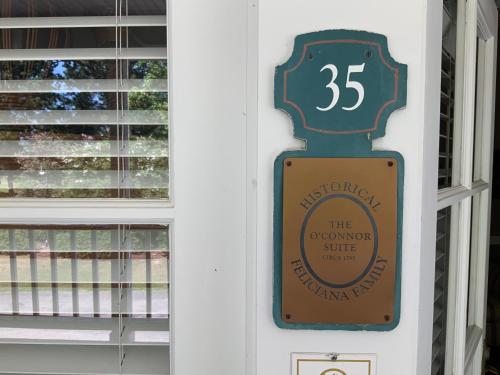 35
HISTORICAL
THE
O'CONNOR
SUITE
CIRCA 1795
FELICIANA FAMILY